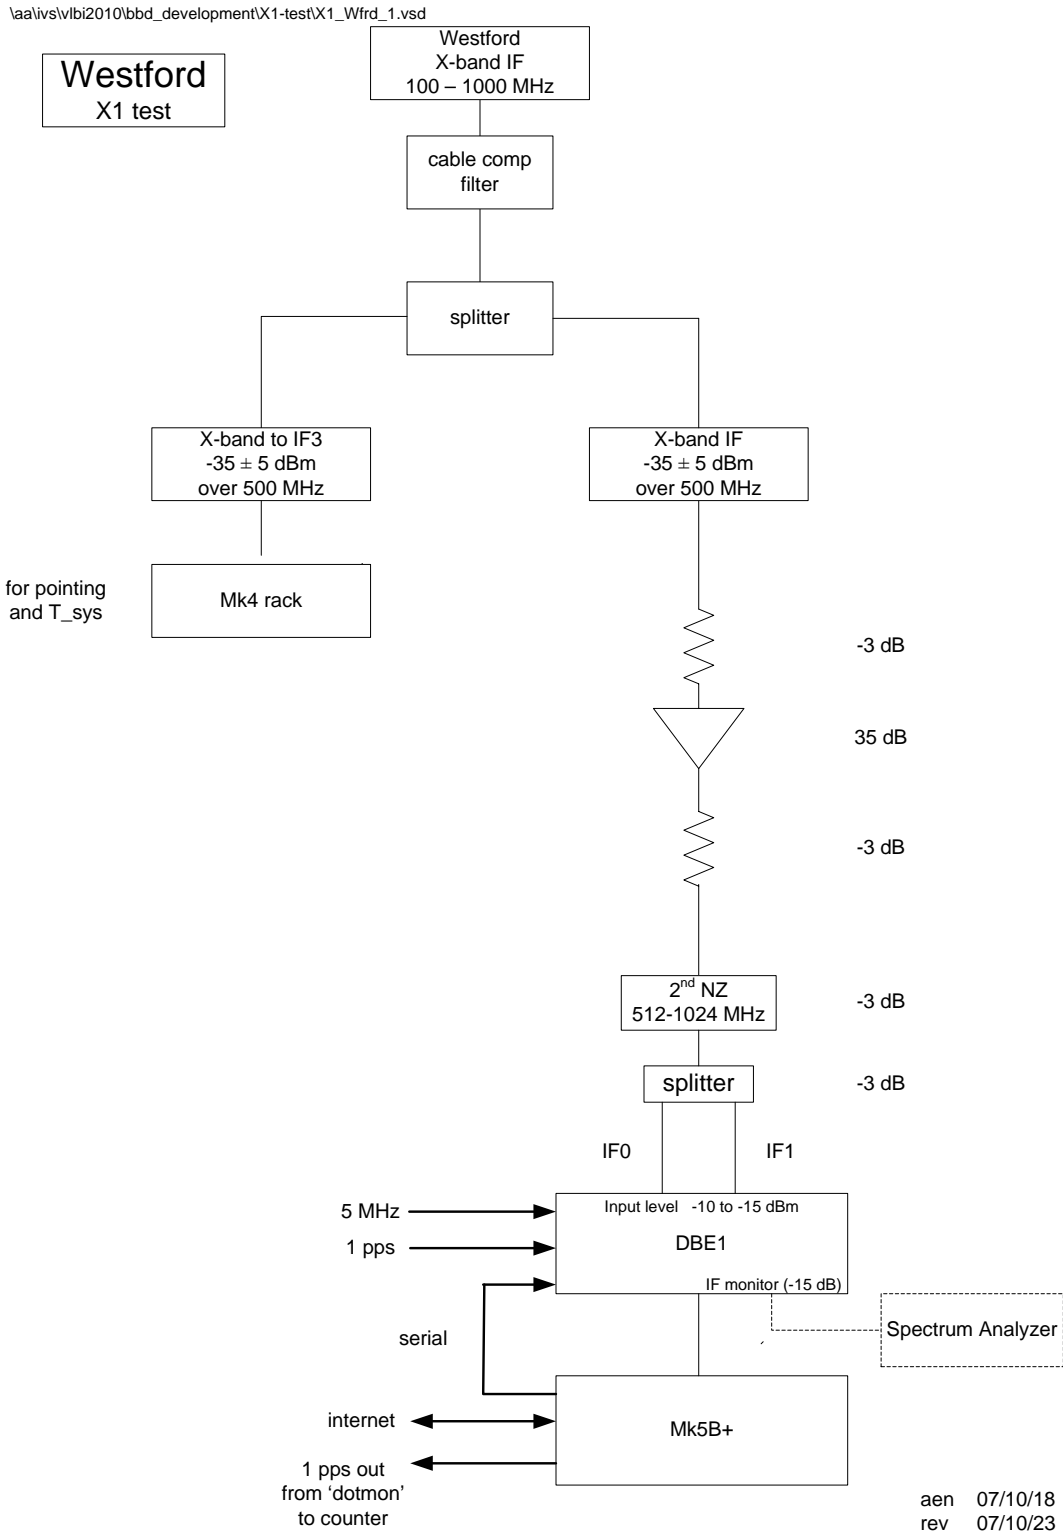 \aa\ivs\vlbi2010\bbd_development\X1-test\X1_Wfrd_1.vsd
Westford
X1 test
Westford
X-band IF
100 – 1000 MHz
cable comp
filter
splitter
X-band to IF3
-35 ± 5 dBm
over 500 MHz
X-band IF
-35 ± 5 dBm
over 500 MHz
for pointing
and T_sys
Mk4 rack
-3 dB
35 dB
-3 dB
2nd NZ
512-1024 MHz
-3 dB
splitter
-3 dB
IF0
IF1
Input level -10 to -15 dBm
5 MHz
DBE1
1 pps
IF monitor (-15 dB)
Spectrum Analyzer
serial
internet
Mk5B+
1 pps out
from ‘dotmon’
to counter
aen 07/10/18
rev 07/10/23